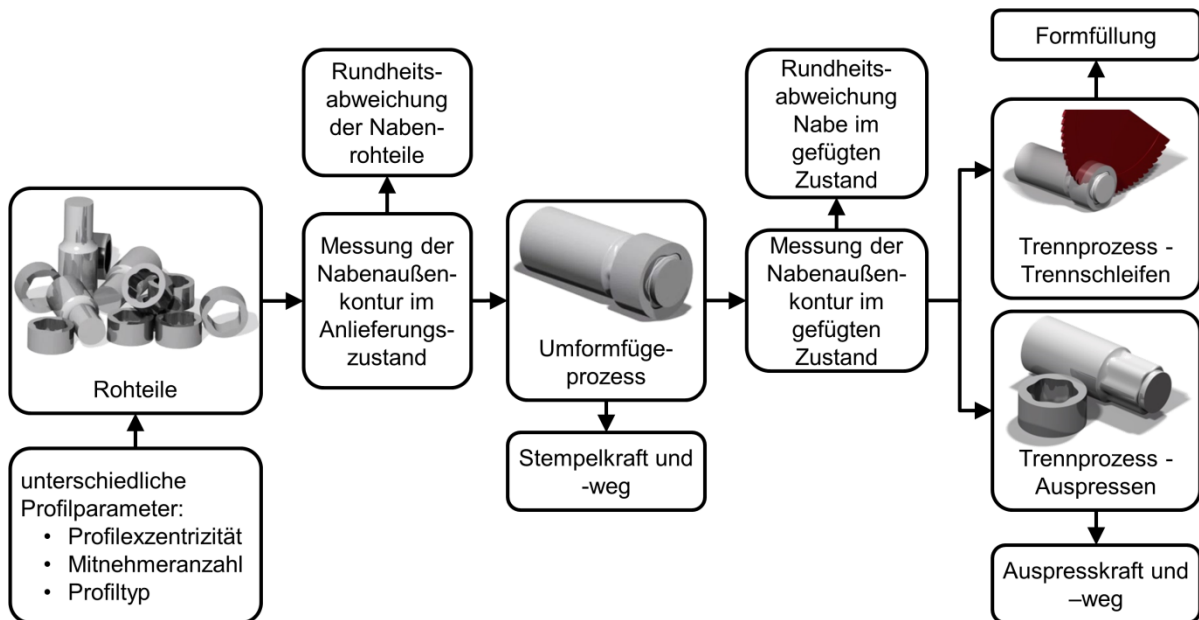 Rohteile
unterschiedliche
Profilparameter:
• Profilexzentrizität
• Mitnehmeranzahl
• Profiltyp
Rundheits-
abweichung
der Naben-
rohteile
Messung der
Nabenaußen-
kontur im
Anlieferungs-
zustand
Umformfüge-
prozess
Stempelkraft und
-weg
Rundheits-
abweichung
Nabe im
gefügten
Zustand
Messung der
Nabenaußen-
kontur im
gefügten
Zustand
Formfüllung
Trennprozess -
Trennschleifen
Trennprozess -
Auspressen
Auspresskraft und
–weg